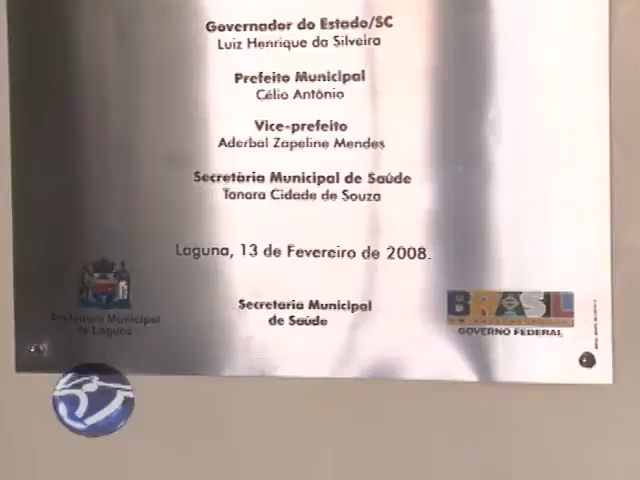 Governador do Estado/SC
Luiz Henrique da Silveira
Prefeito Municipal
Célio Antônio
Vice-prefeito
Aderbal Zapeline Mendes
Secretária Municipal de Saúde
Tanara Cidade de Souza
Laguna, 13 de Fevereiro de 2008.
Prefeitura Municipal
de Laguna
Secretaria Municipal
de Saúde
BRASIL
GOVERNO FEDERAL